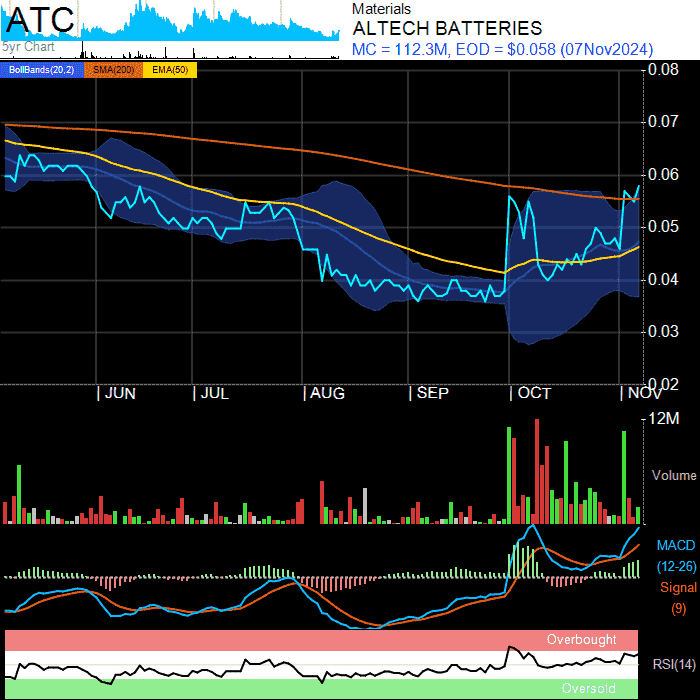 ATC
5yr Chart
Materials
ALTECH BATTERIES
MC = 112.3M, EOD = $0.058 (07Nov2024)
BollBands(20,2) SMA(200) EMA(50)
0.08
0.07
0.06
0.05
0.04
0.03
0.02
JUN JUL AUG SEP OCT NOV
12M
Volume
MACD
(12-26)
Signal
(9)
Overbought
RSI(14)
Oversold